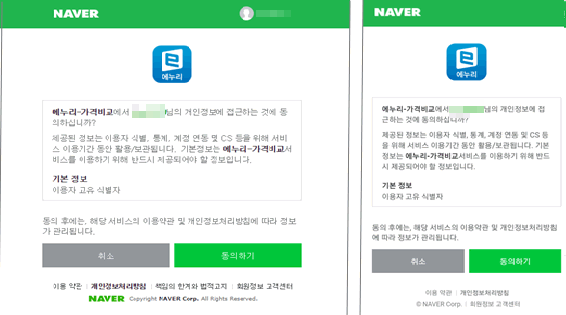 NAVER
에누리
에누리-가격비교에서 님의 개인정보에 접근하는 것에 동
의하십니까?
제공된 정보는 이용자 식별, 통계, 계정 연동 및 CS 등을 위해 서비
스 이용기간 동안 활용/보관됩니다. 기본정보는 에누리-가격비교서
비스를 이용하기 위해 반드시 제공되어야 할 정보입니다.
기본 정보
이용자 고유 식별자
동의 후에는, 해당 서비스의 이용약관 및 개인정보처리방침에 따라 정보
가 관리됩니다.
취소 동의하기
이용 약관 | 개인정보처리방침 | 책임의 한계와 법적고지 | 회원정보 고객센터
NAVER Copyright NAVER Corp. All Rights Reserved.
NAVER
에누리
에누리-가격비교에서 님의 개인정보에 접
근하는 것에 동의하십니까?
제공된 정보는 이용자 식별, 통계, 계정 연동 및 CS 등
을 위해 서비스 이용기간 동안 활용/보관됩니다. 기본
정보는 에누리-가격비교서비스를 이용하기 위해 반드
시 제공되어야 할 정보입니다.
기본 정보
이용자 고유 식별자
동의 후에는, 해당 서비스의 이용약관 및 개인정보처리방침
에 따라 정보가 관리됩니다.
취소 동의하기
이용 약관 | 개인정보처리방침
© NAVER Corp. | 회원정보 고객센터